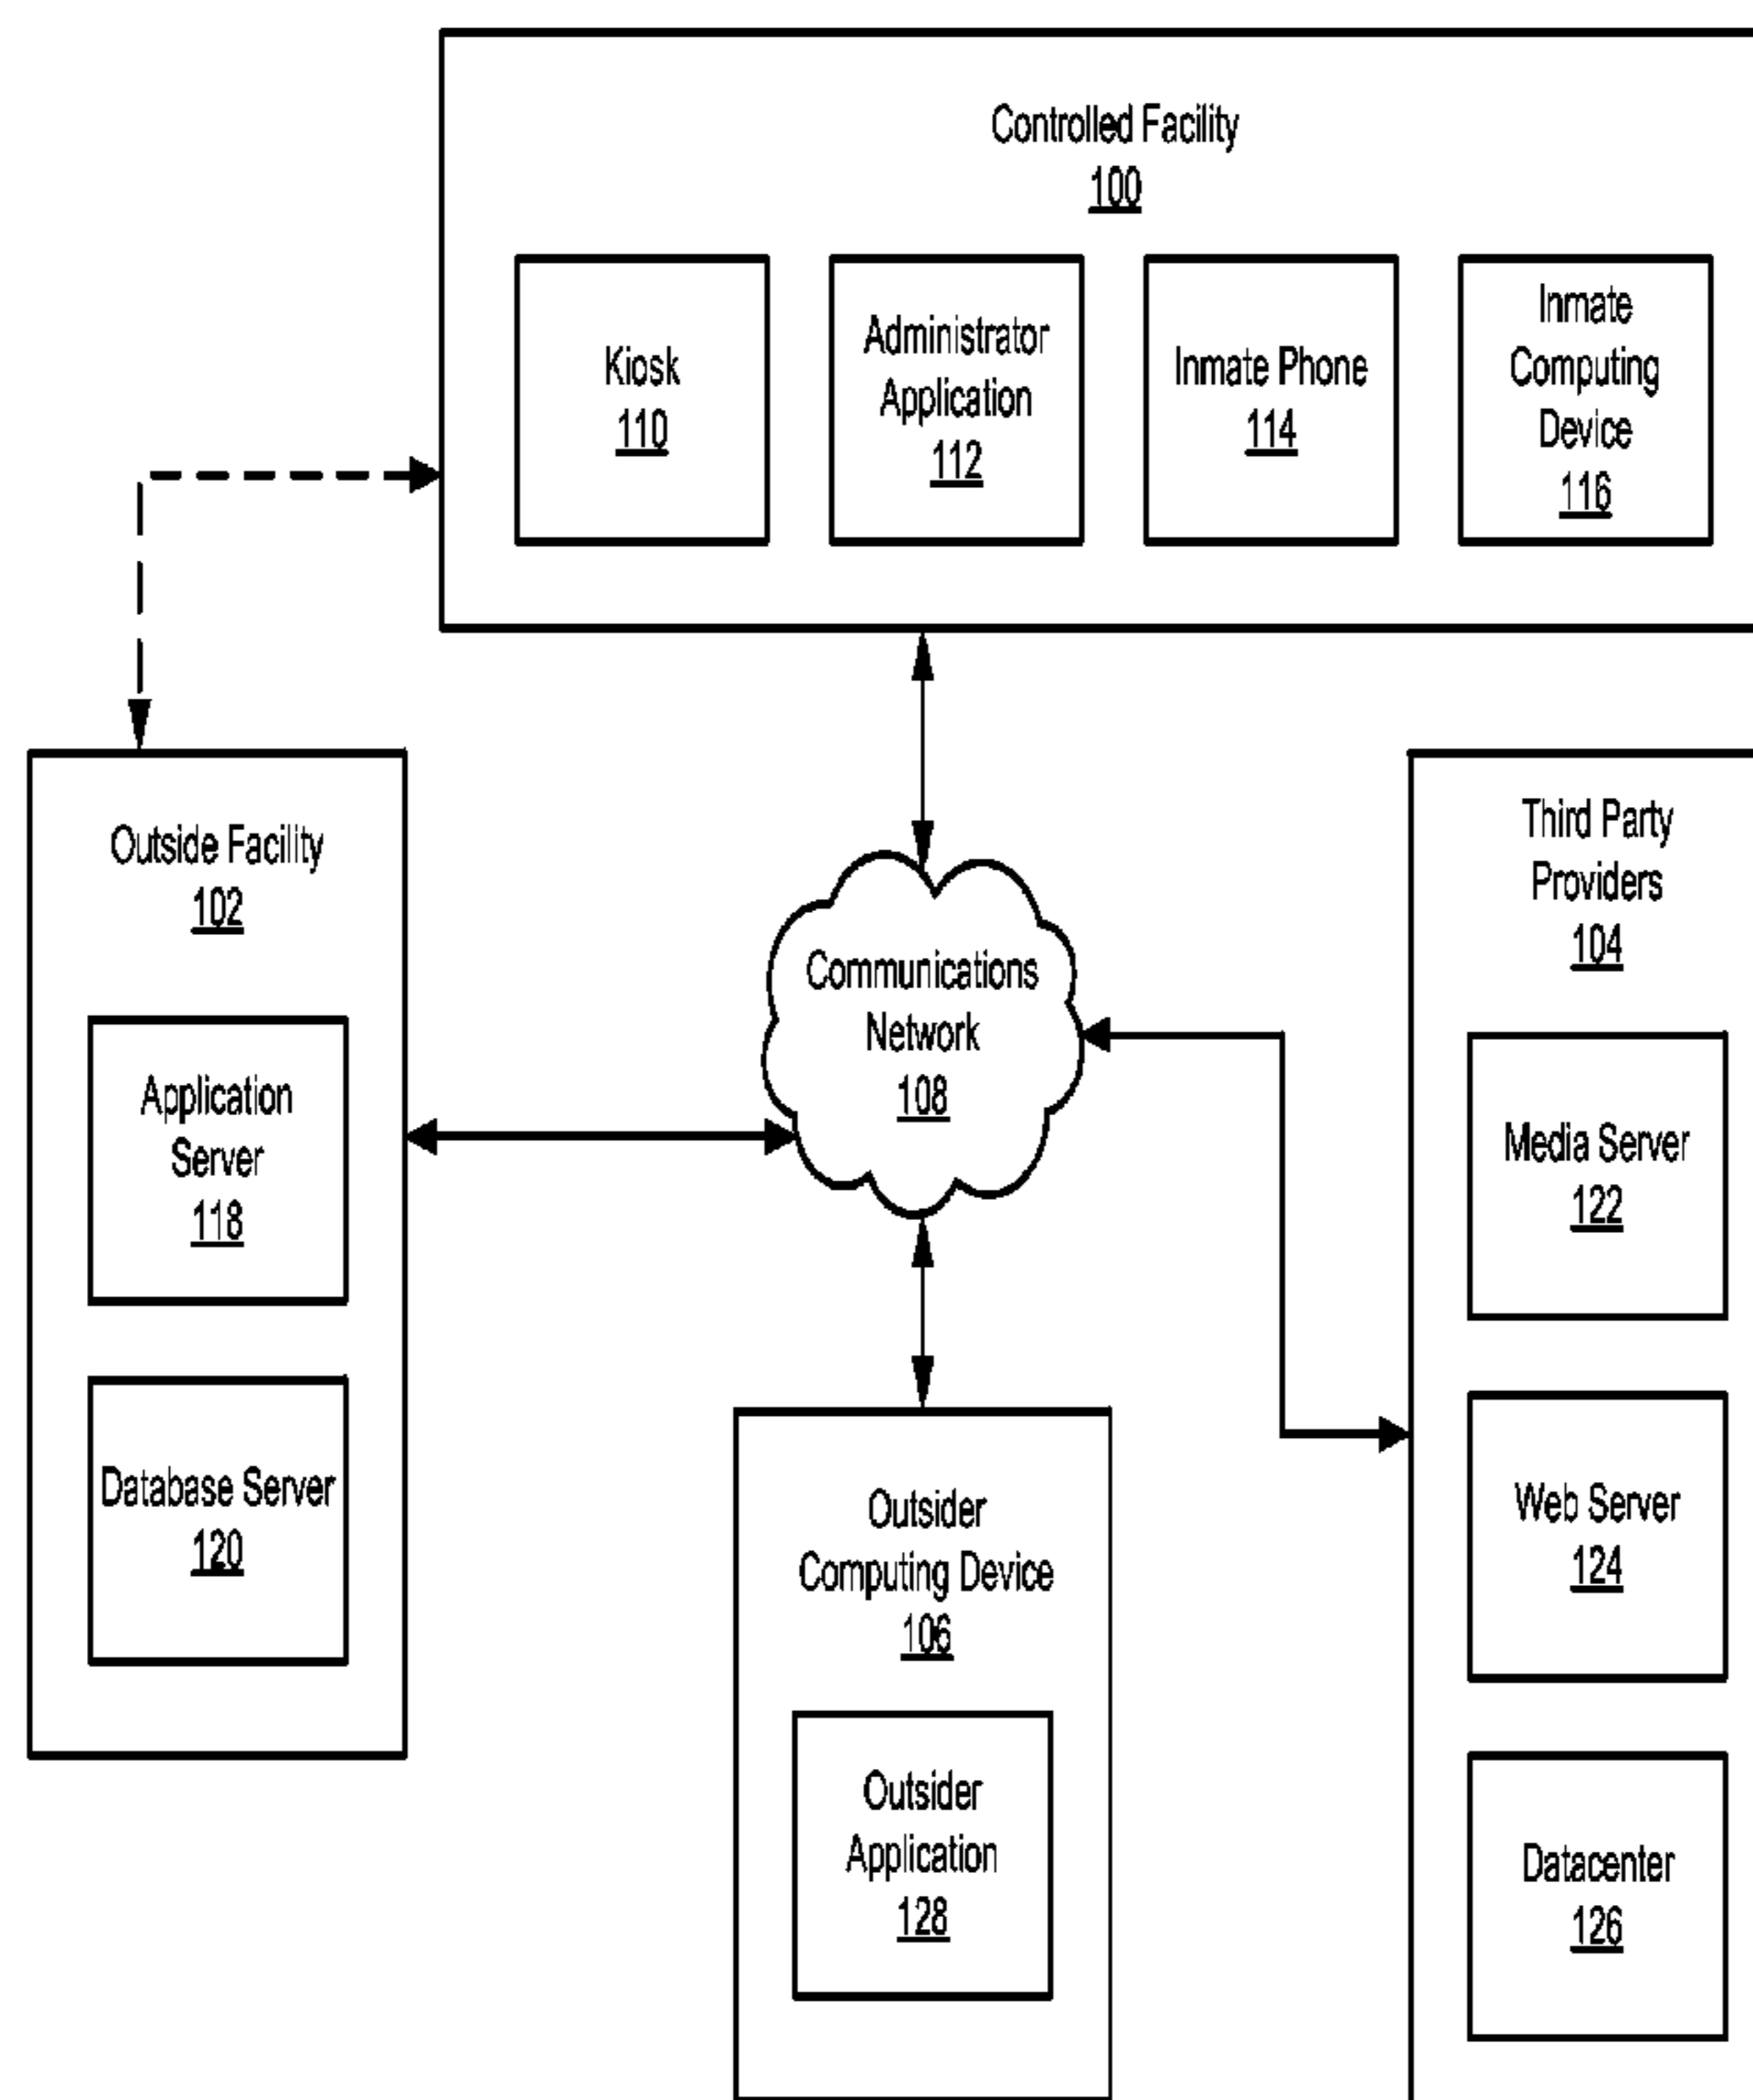 Controlled Facility
100
Kiosk
110
Administrator
Application
112
Inmate Phone
114
Inmate
Computing
Device
116
Outside Facility
102
Application
Server
118
Database Server
120
Communications
Network
108
Outsider
Computing Device
106
Outsider
Application
128
Third Party
Providers
104
Media Server
122
Web Server
124
Datacenter
126